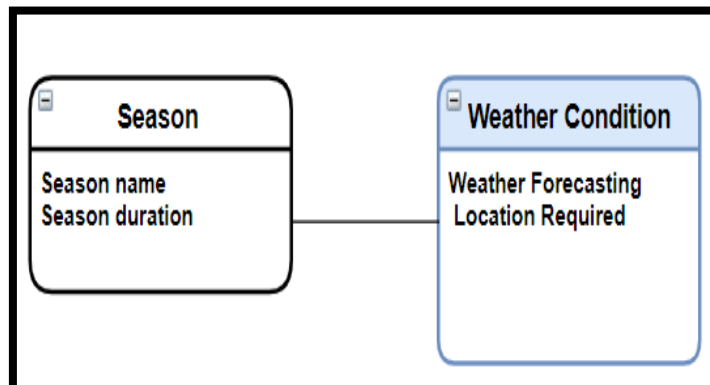 Season
Season name
Season duration
Weather Condition
Weather Forecasting
Location Required